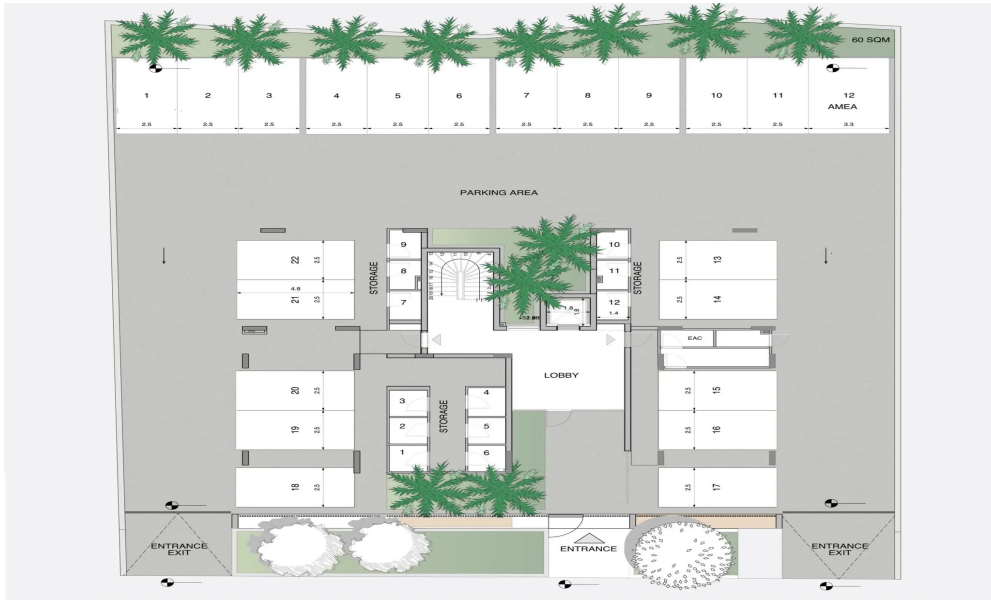 60 SQM
1 2 3 4 5 6 7 8 9 10 11 12
AMEA
2.5 2.5 2.5 2.5 2.5 2.5 2.5 2.5 2.5 2.5 2.5 3.3
PARKING AREA
22 2.5
4.8
21 2.5
STORAGE
9
8
7
10
11
12
1.4
STORAGE
1.8
13 2.5
14 2.5
EAC
LOBBY
20 2.5
19 2.5
18 2.5
3
2
1
STORAGE
4
5
6
2.5 15
2.5 16
2.5 17
ENTRANCE
EXIT
ENTRANCE
ENTRANCE
EXIT